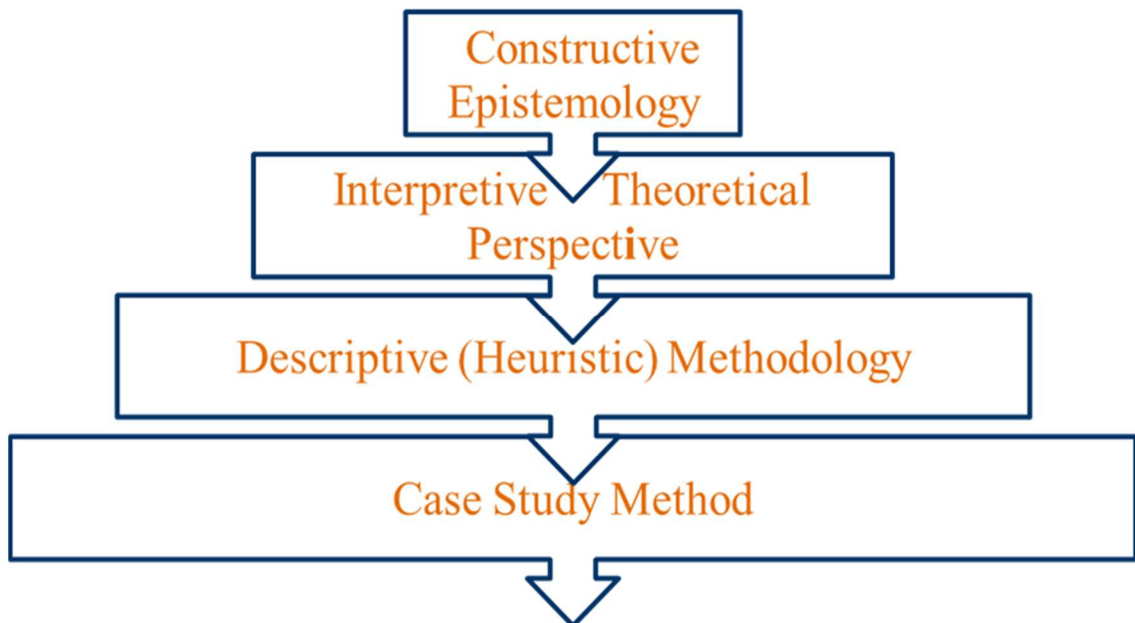 Constructive
Epistemology
Interpretive Theoretical
Perspective
Descriptive (Heuristic) Methodology
Case Study Method